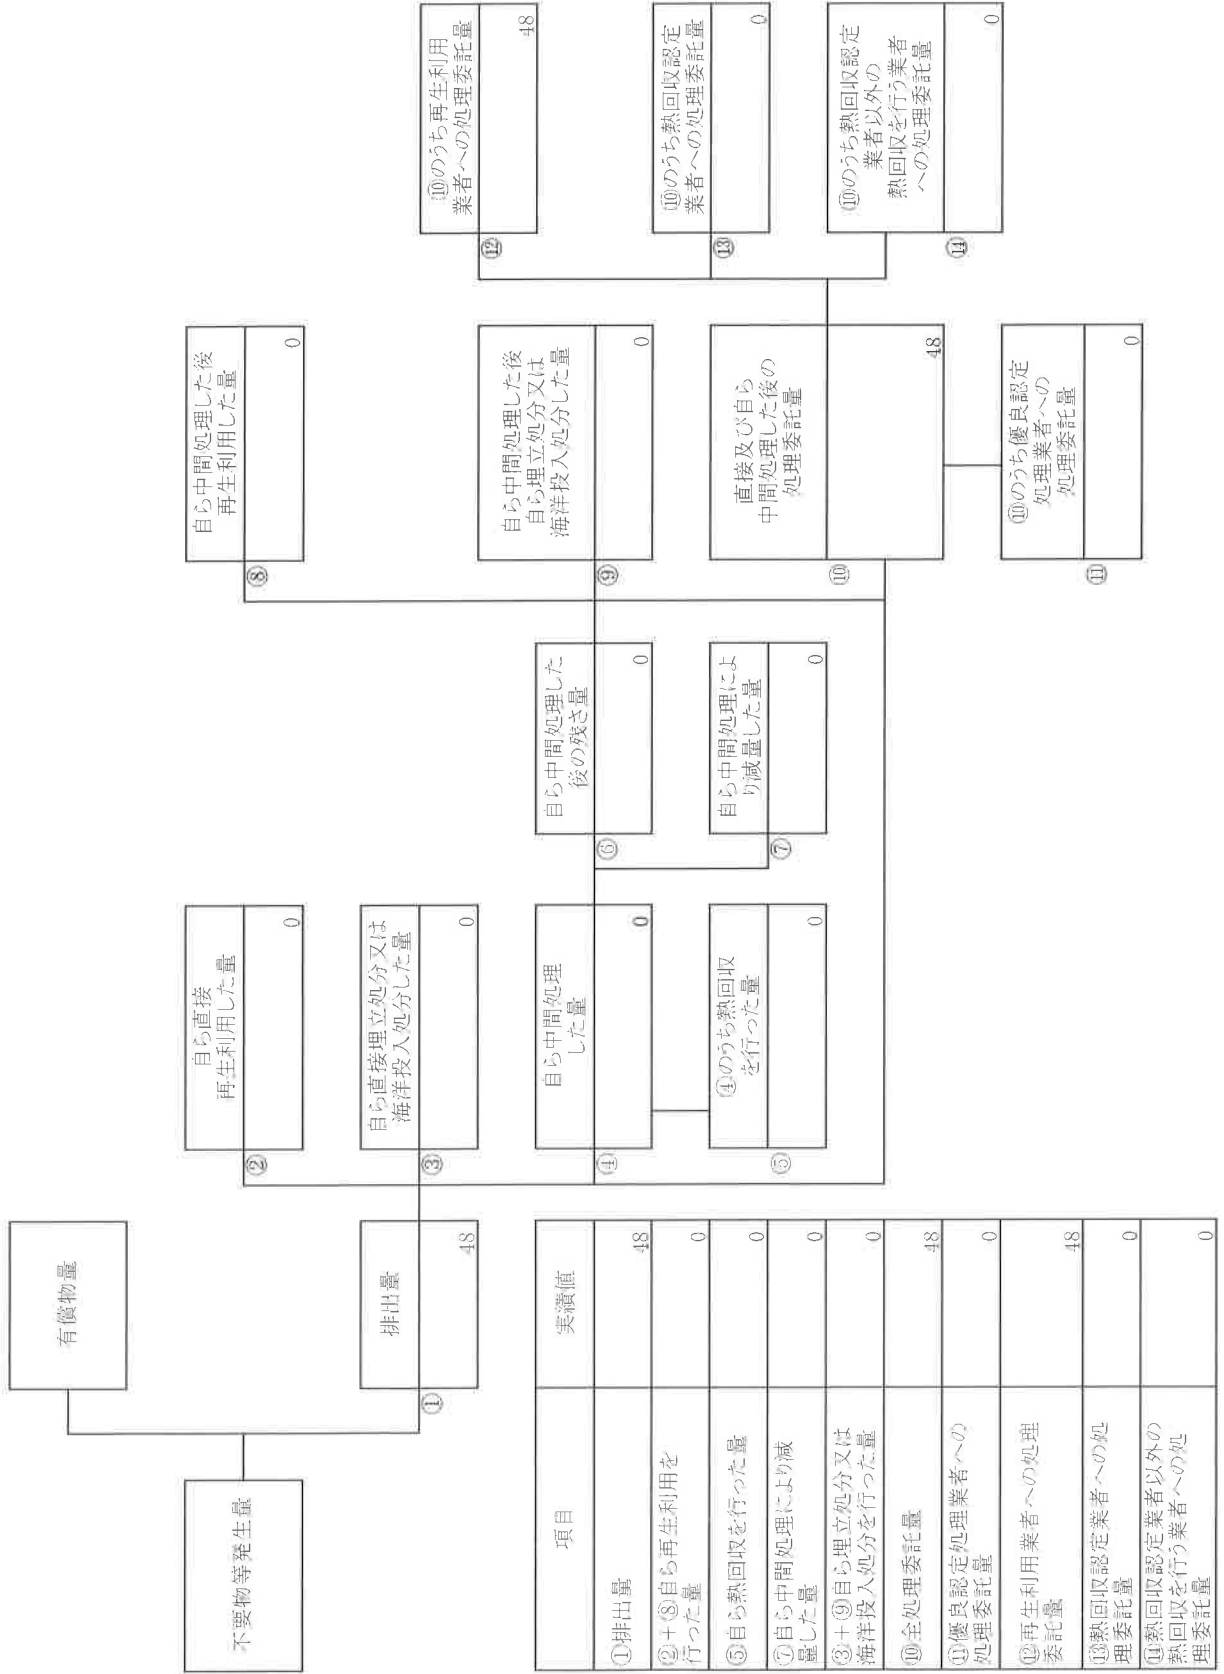 不要物等発生量
有償物量
①
排出量
48
②
自ら直接
再生利用した量
0
③
自ら直接埋立処分又は
海洋投入処分した量
0
④
自ら中間処理
した量
0
⑤
④のうち熱回収
を行った量
0
⑥
自ら中間処理した
後の残さ量
0
⑦
自ら中間処理によ
り減量した量
0
⑧
自ら中間処理した後
再生利用した量
0
⑨
自ら中間処理した後
自ら埋立処分又は
海洋投入処分した量
0
⑩
直接及び自ら
中間処理した後の
処理委託量
48
⑪
⑩のうち優良認定
処理業者への
処理委託量
0
⑫
⑩のうち再生利用
業者への処理委託量
48
⑬
⑩のうち熱回収認定
業者への処理委託量
0
⑭
⑩のうち熱回収認定
業者以外の
熱回収を行う業者
への処理委託量
0
項目 実績値
①排出量 48
②+⑧自ら再生利用を
行った量 0
⑤自ら熱回収を行った量 0
⑦自ら中間処理により減
量した量 0
③+⑨自ら埋立処分又は
海洋投入処分を行った量 0
⑩全処理委託量 48
⑪優良認定処理業者への
処理委託量 0
⑫再生利用業者への処理
委託量 48
⑬熱回収認定業者への処
理委託量 0
⑭熱回収認定業者以外の
熱回収を行う業者への処
理委託量 0